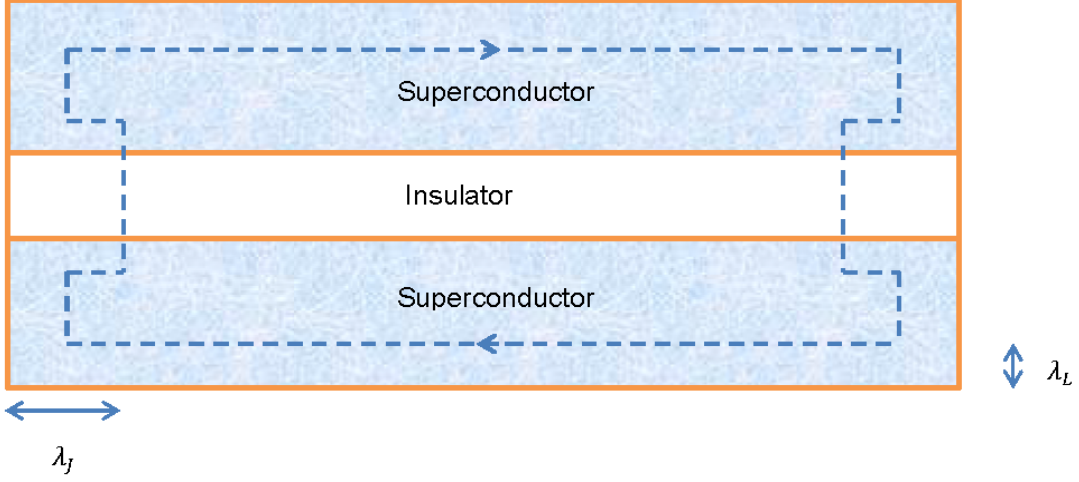 Superconductor
Insulator
Superconductor
λL
λJ